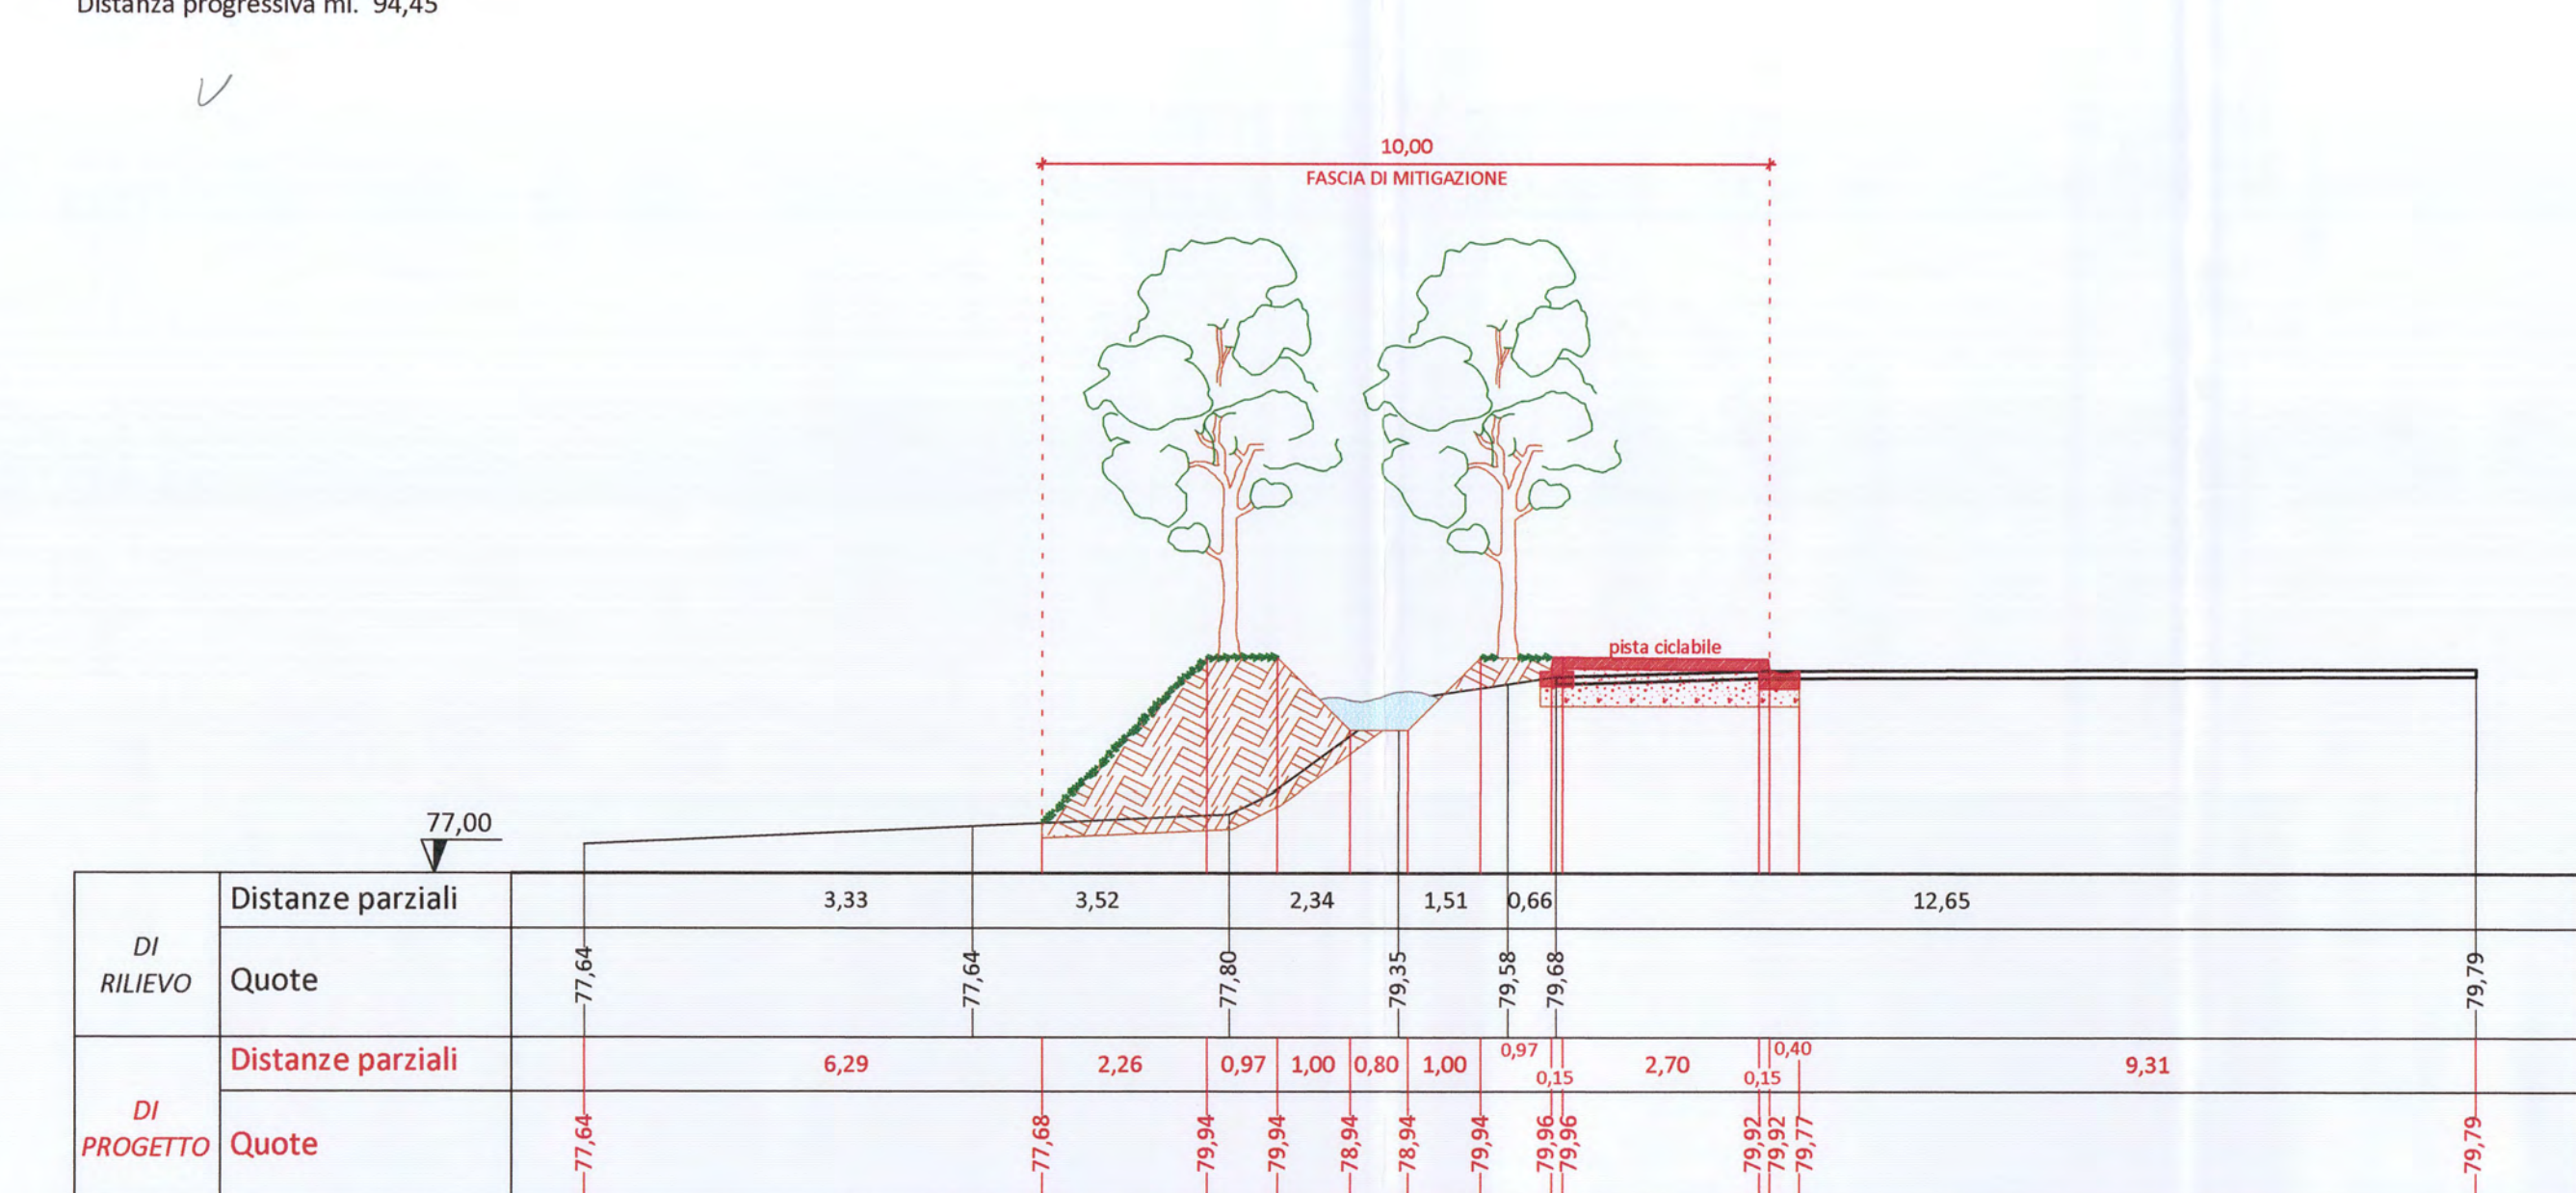 Distanza progressiva ml. 94,45
10,00
FASCIA DI MITIGAZIONE
pista ciclabile
77,00
DI RILIEVO
Distanze parziali
3,33 3,52 2,34 1,51 0,66 12,65
Quote
77,64 77,64 77,80 79,35 79,58 79,68 79,79
DI PROGETTO
Distanze parziali
6,29 2,26 0,97 1,00 0,80 1,00 0,97 0,15 2,70 0,15 0,40 9,31
Quote
77,64 77,68 79,94 79,94 78,94 78,94 79,94 79,96 79,96 79,92 79,92 79,77 79,79